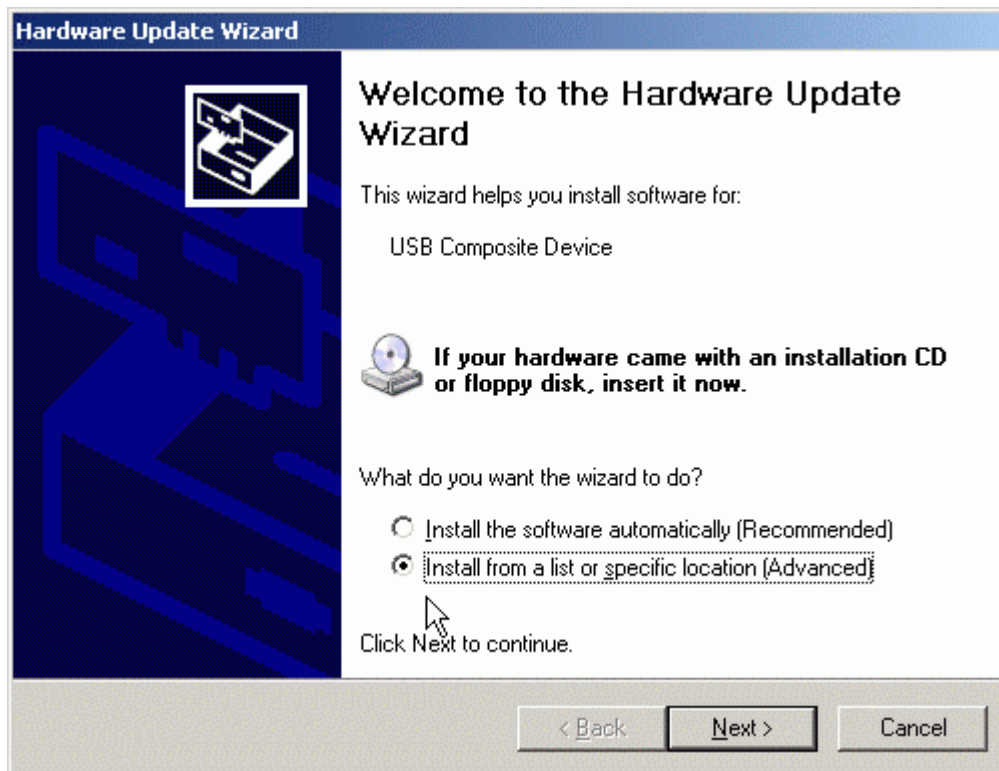 Hardware Update Wizard
Welcome to the Hardware Update
Wizard
This wizard helps you install software for:
USB Composite Device
If your hardware came with an installation CD
or floppy disk, insert it now.
What do you want the wizard to do?
Install the software automatically (Recommended)
Install from a list or specific location (Advanced)
Click Next to continue.
< Back
Next >
Cancel